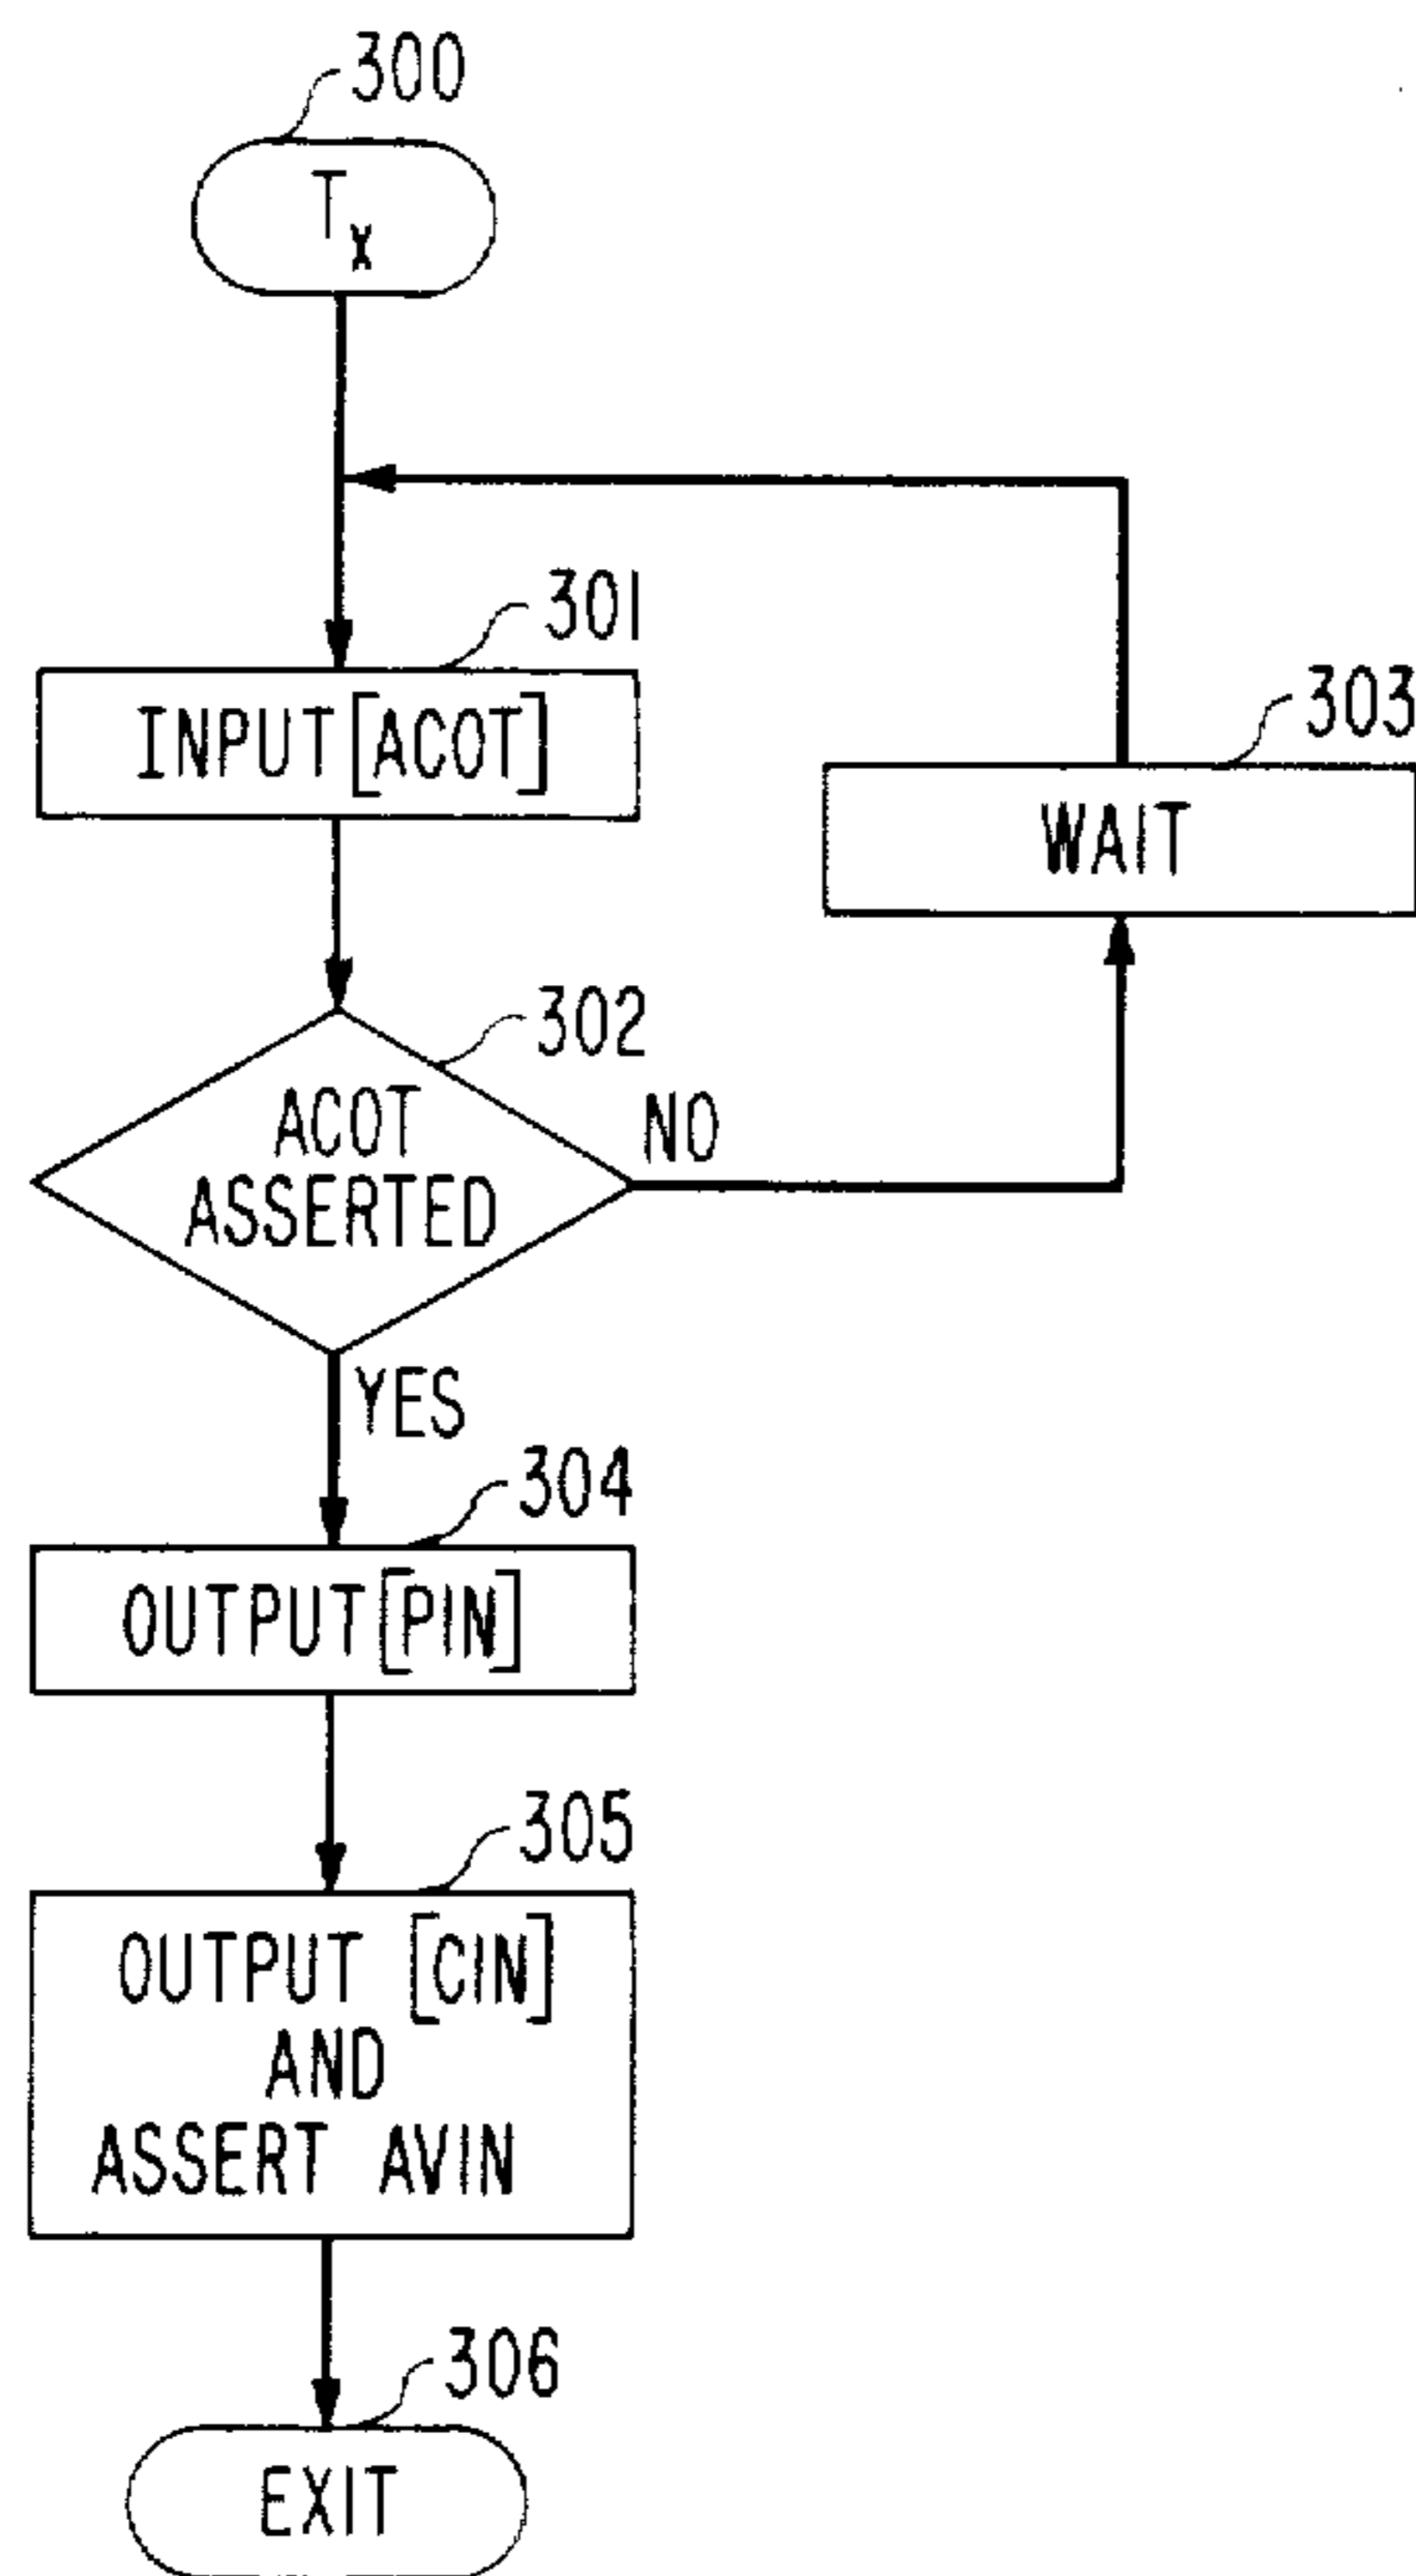 300
Tx
301
INPUT[ACOT]
303
WAIT
302
ACOT
ASSERTED
NO
YES
304
OUTPUT[PIN]
305
OUTPUT [CIN]
AND
ASSERT AVIN
306
EXIT